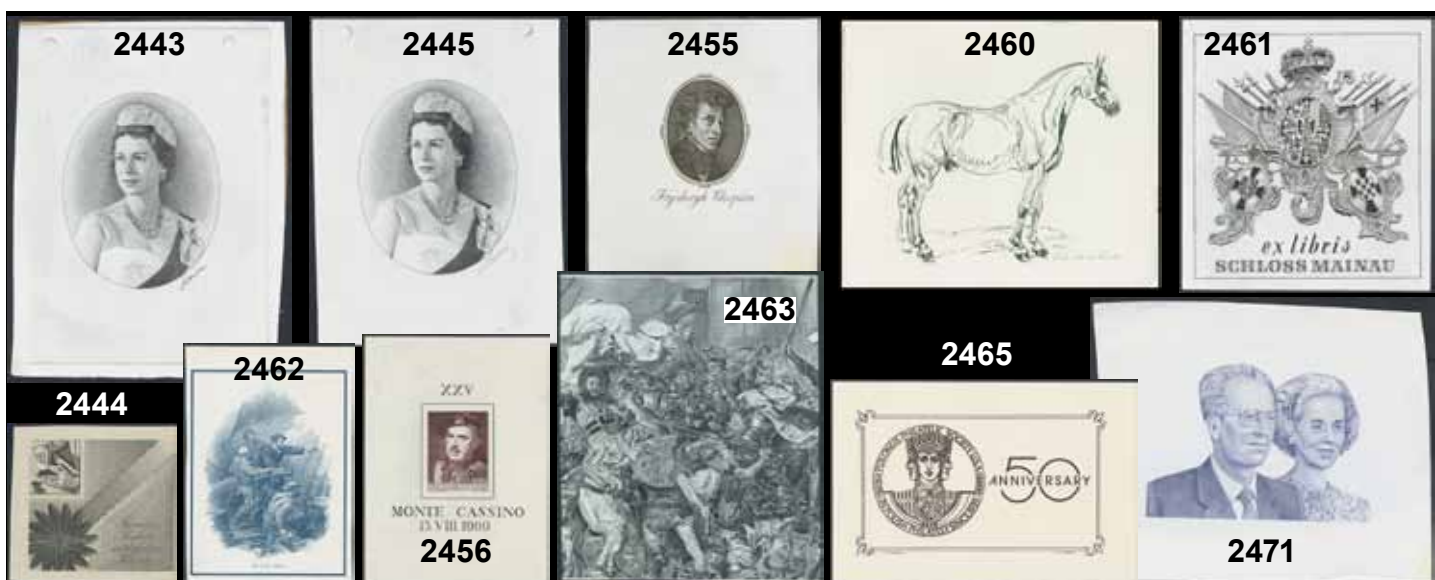 2443
2445
2455
2460
2461
Fryderyk Chopin
ex libris
SCHLOSS MAINAU
2463
2465
2444
2462
XXV
MONTE CASSINO
2456
50
ANNIVERSARY
2471